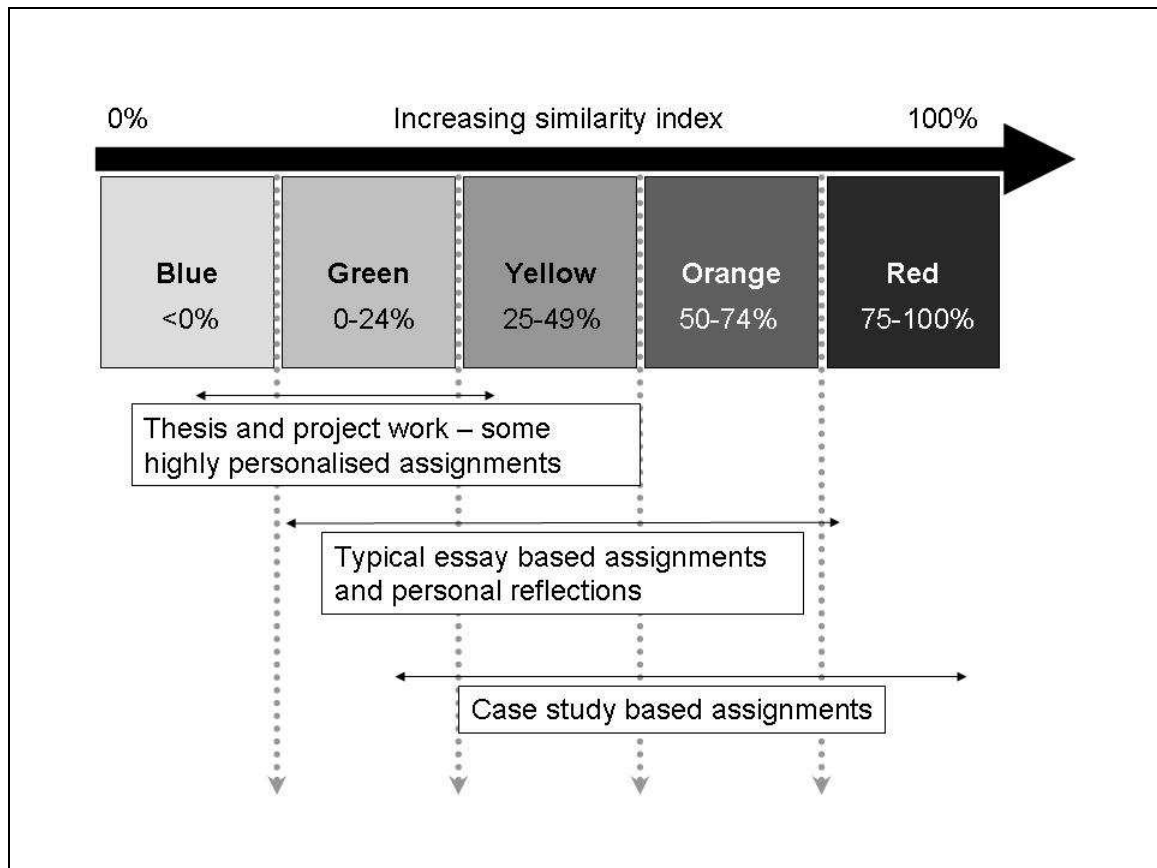 0% Increasing similarity index 100%
Blue Green Yellow Orange Red
<0% 0-24% 25-49% 50-74% 75-100%
Thesis and project work – some
highly personalised assignments
Typical essay based assignments
and personal reflections
Case study based assignments